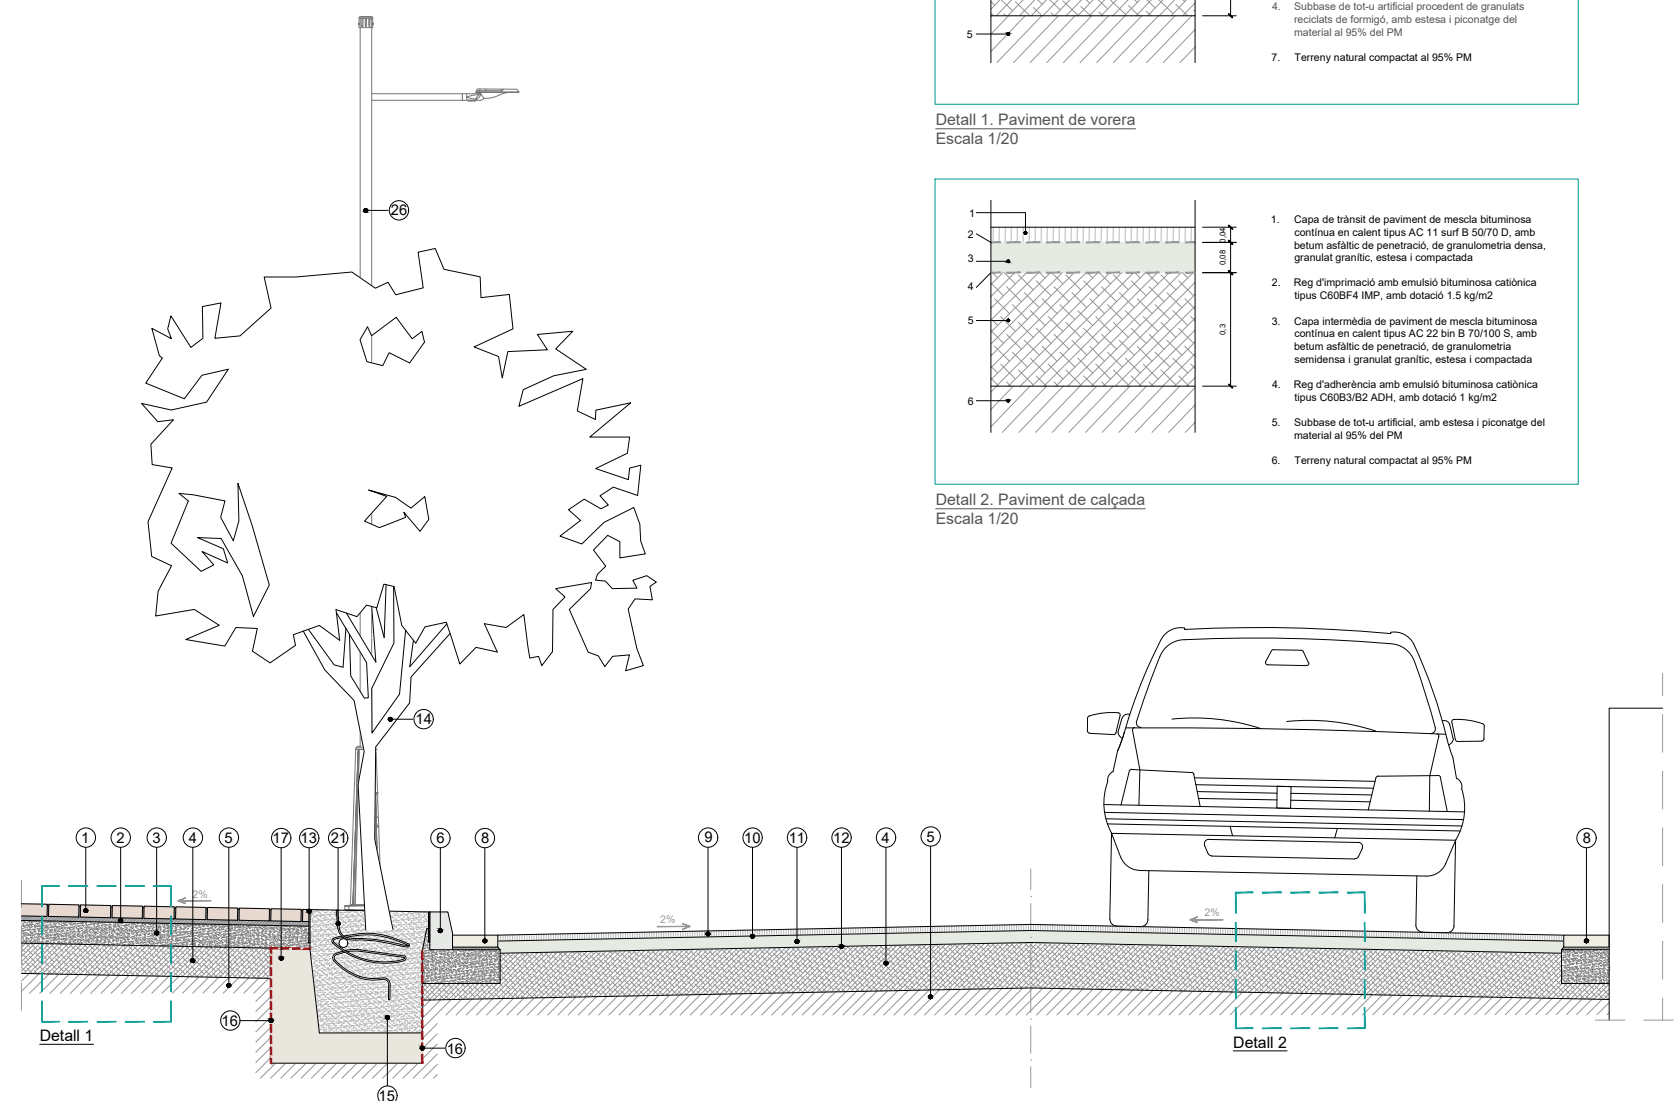 4. Subbase de tot-u artificial procedent de granulats
reciclats de formigó, amb estesa i piconatge del
material al 95% del PM
5
7. Terreny natural compactat al 95% PM
Detall 1. Paviment de vorera
Escala 1/20
1
2
3
4
5
6
0,04
0,08
0,3
1. Capa de trànsit de paviment de mescla bituminosa
contínua en calent tipus AC 11 surf B 50/70 D, amb
betum asfàltic de penetració, de granulometria densa,
granulat granític, estesa i compactada
2. Reg d'imprimació amb emulsió bituminosa catiònica
tipus C60BF4 IMP, amb dotació 1.5 kg/m2
3. Capa intermèdia de paviment de mescla bituminosa
contínua en calent tipus AC 22 bin B 70/100 S, amb
betum asfàltic de penetració, de granulometria
semidensa i granulat granític, estesa i compactada
4. Reg d'adherència amb emulsió bituminosa catiònica
tipus C60B3/B2 ADH, amb dotació 1 kg/m2
5. Subbase de tot-u artificial, amb estesa i piconatge del
material al 95% del PM
6. Terreny natural compactat al 95% PM
Detall 2. Paviment de calçada
Escala 1/20
26
14
1 2 3 4 5 17 13 21 6 8 9 10 11 12 4 5 8
2% 2% 2%
16
16
15
Detall 1
Detall 2